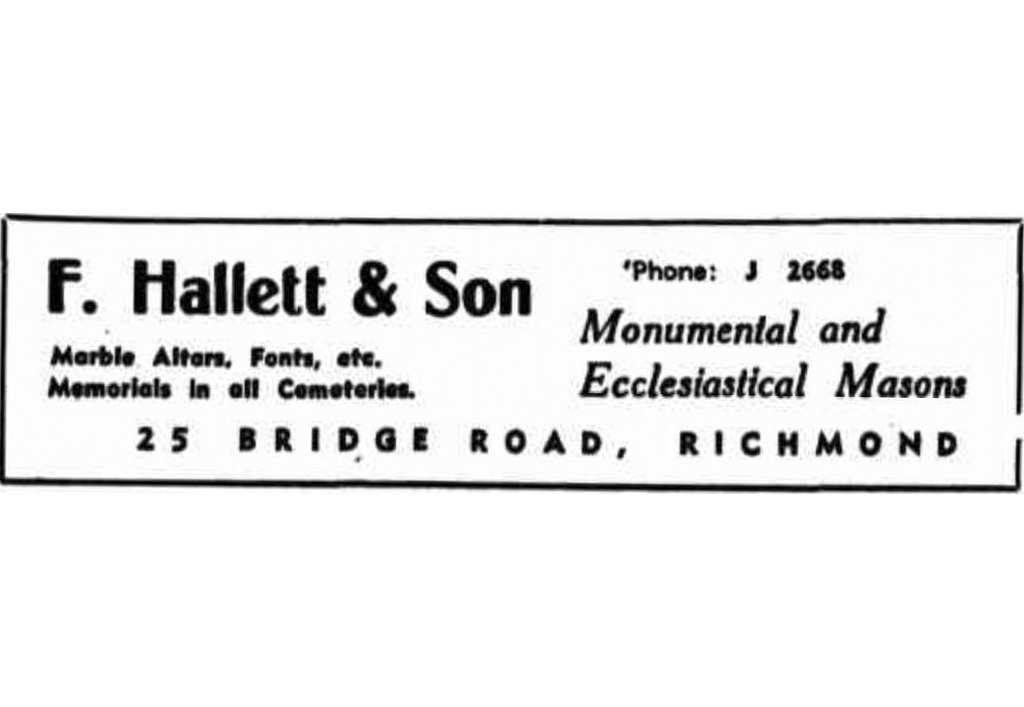 F. Hallett & Son
Marble Altars, Fonts, etc.
Memorials in all Cemeteries.
'Phone: J 2668
Monumental and
Ecclesiastical Masons
25 BRIDGE ROAD, RICHMOND